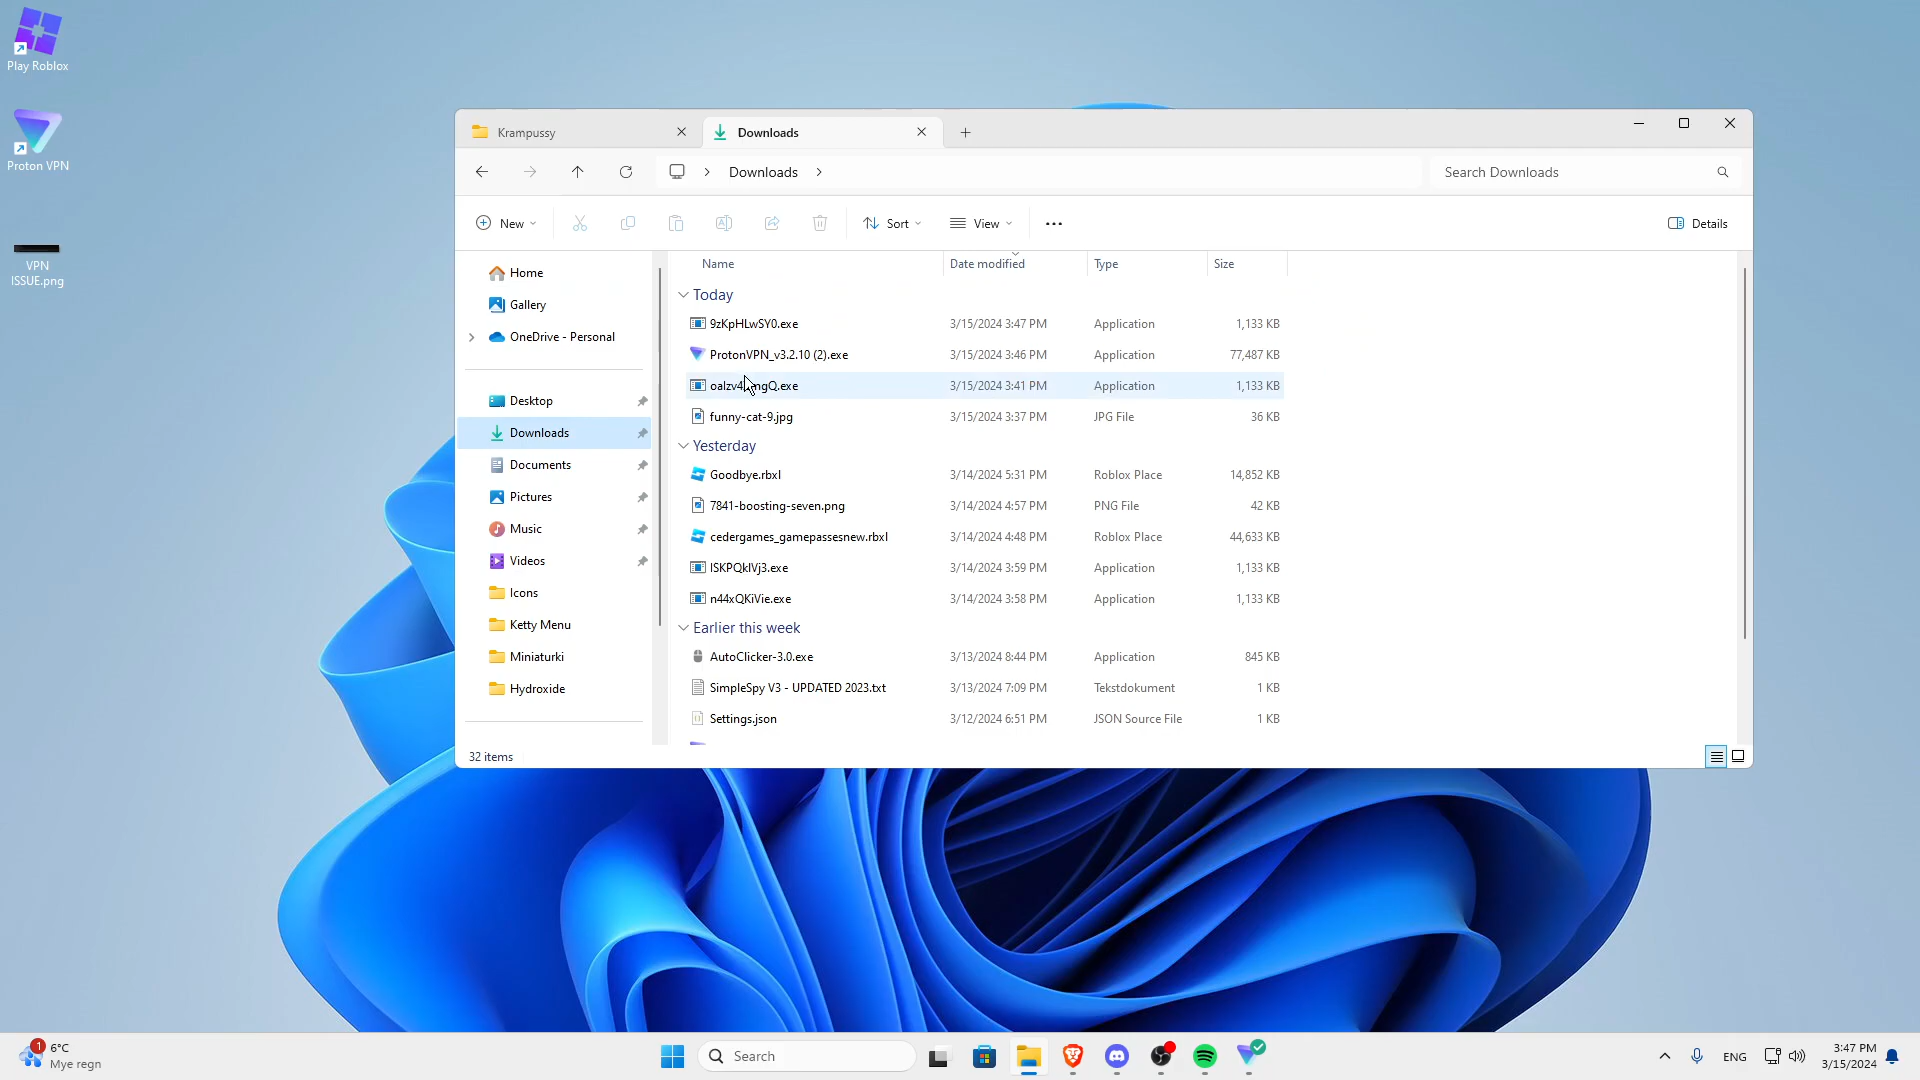 Play Roblox
Proton VPN
VPN
ISSUE.png
Krampussy
Downloads
Downloads
Search Downloads
New
Sort
View
Details
Home
Gallery
OneDrive - Personal
Desktop
Downloads
Documents
Pictures
Music
Videos
Icons
Ketty Menu
Miniaturki
Hydroxide
Name Date modified Type Size
Today
9zKpHLwSY0.exe 3/15/2024 3:47 PM Application 1,133 KB
ProtonVPN_v3.2.10 (2).exe 3/15/2024 3:46 PM Application 77,487 KB
3/15/2024 3:41 PM Application 1,133 KB
funny-cat-9.jpg 3/15/2024 3:37 PM JPG File 36 KB
Yesterday
Goodbye.rbxl 3/14/2024 5:31 PM Roblox Place 14,852 KB
7841-boosting-seven.png 3/14/2024 4:57 PM PNG File 42 KB
cedergames_gamepassesnew.rbxl 3/14/2024 4:48 PM Roblox Place 44,633 KB
3/14/2024 3:59 PM Application 1,133 KB
n44xQKiVie.exe 3/14/2024 3:58 PM Application 1,133 KB
Earlier this week
AutoClicker-3.0.exe 3/13/2024 8:44 PM Application 845 KB
SimpleSpy V3 - UPDATED 2023.txt 3/13/2024 7:09 PM Tekstdokument 1 KB
Settings.json 3/12/2024 6:51 PM JSON Source File 1 KB
32 items
1
6°C
Mye regn
Search
ENG
3:47 PM
3/15/2024